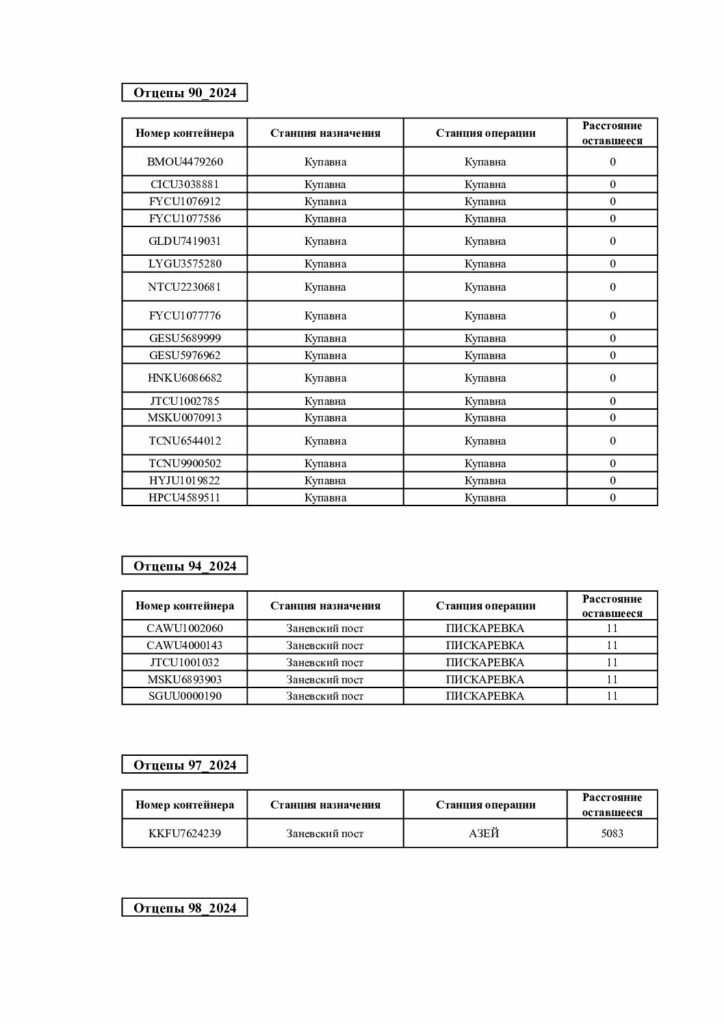 Отцепы 90_2024
Номер контейнера Станция назначения Станция операции Расстояние оставшееся
BMOU4479260 Купавна Купавна 0
CICU3038881 Купавна Купавна 0
FYCU1076912 Купавна Купавна 0
FYCU1077586 Купавна Купавна 0
GLDU7419031 Купавна Купавна 0
LYGU3575280 Купавна Купавна 0
NTCU2230681 Купавна Купавна 0
FYCU1077776 Купавна Купавна 0
GESU5689999 Купавна Купавна 0
GESU5976962 Купавна Купавна 0
HNKU6086682 Купавна Купавна 0
JTCU1002785 Купавна Купавна 0
MSKU0070913 Купавна Купавна 0
TCNU6544012 Купавна Купавна 0
TCNU9900502 Купавна Купавна 0
HYJU1019822 Купавна Купавна 0
HPCU4589511 Купавна Купавна 0
Отцепы 94_2024
Номер контейнера Станция назначения Станция операции Расстояние оставшееся
CAWU1002060 Заневский пост ПИСКАРЕВКА 11
CAWU4000143 Заневский пост ПИСКАРЕВКА 11
JTCU1001032 Заневский пост ПИСКАРЕВКА 11
MSKU6893903 Заневский пост ПИСКАРЕВКА 11
SGUU0000190 Заневский пост ПИСКАРЕВКА 11
Отцепы 97_2024
Номер контейнера Станция назначения Станция операции Расстояние оставшееся
KKFU7624239 Заневский пост АЗЕЙ 5083
Отцепы 98_2024